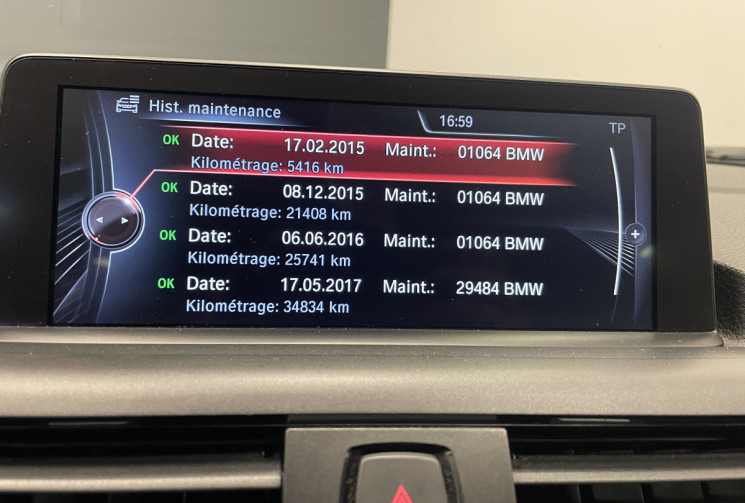 Hist. maintenance
16:59
TP
OK Date: 17.02.2015 Maint.: 01064 BMW
Kilométrage: 5416 km
OK Date: 08.12.2015 Maint.: 01064 BMW
Kilométrage: 21408 km
OK Date: 06.06.2016 Maint.: 01064 BMW
Kilométrage: 25741 km
OK Date: 17.05.2017 Maint.: 29484 BMW
Kilométrage: 34834 km